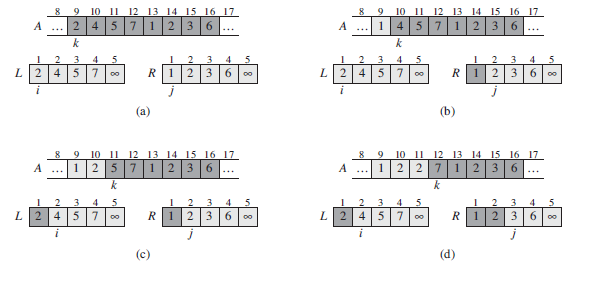 8 9 10 11 12 13 14 15 16 17
A … 2 4 5 7 1 2 3 6 …
k
1 2 3 4 5 1 2 3 4 5
L 2 4 5 7 ∞ R 1 2 3 6 ∞
i j
(a)
8 9 10 11 12 13 14 15 16 17
A … 1 4 5 7 1 2 3 6 …
k
1 2 3 4 5 1 2 3 4 5
L 2 4 5 7 ∞ R 1 2 3 6 ∞
i j
(b)
8 9 10 11 12 13 14 15 16 17
A … 1 2 5 7 1 2 3 6 …
k
1 2 3 4 5 1 2 3 4 5
L 2 4 5 7 ∞ R 1 2 3 6 ∞
i j
(c)
8 9 10 11 12 13 14 15 16 17
A … 1 2 2 7 1 2 3 6 …
k
1 2 3 4 5 1 2 3 4 5
L 2 4 5 7 ∞ R 1 2 3 6 ∞
i j
(d)